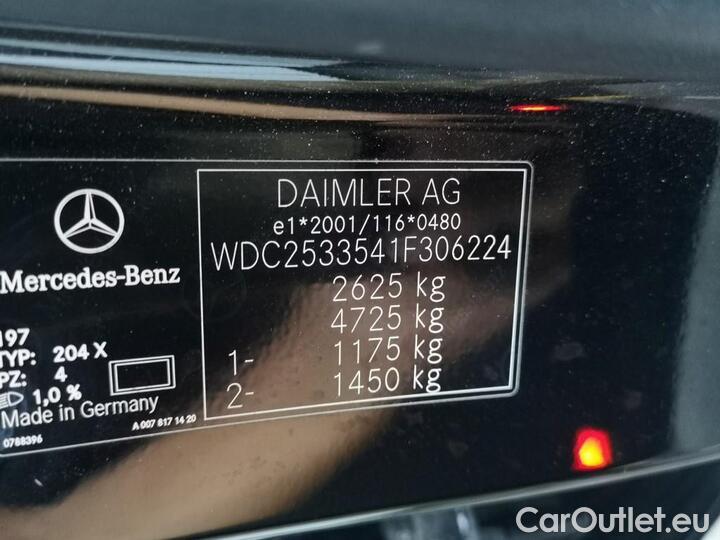 Mercedes-Benz
197
TYP: 204 X
PZ: 4
1,0 %
Made in Germany
0788396
A 007 817 14 20
DAIMLER AG
e1*2001/116*0480
WDC2533541F306224
2625 kg
4725 kg
1- 1175 kg
2- 1450 kg
CarOutlet.eu